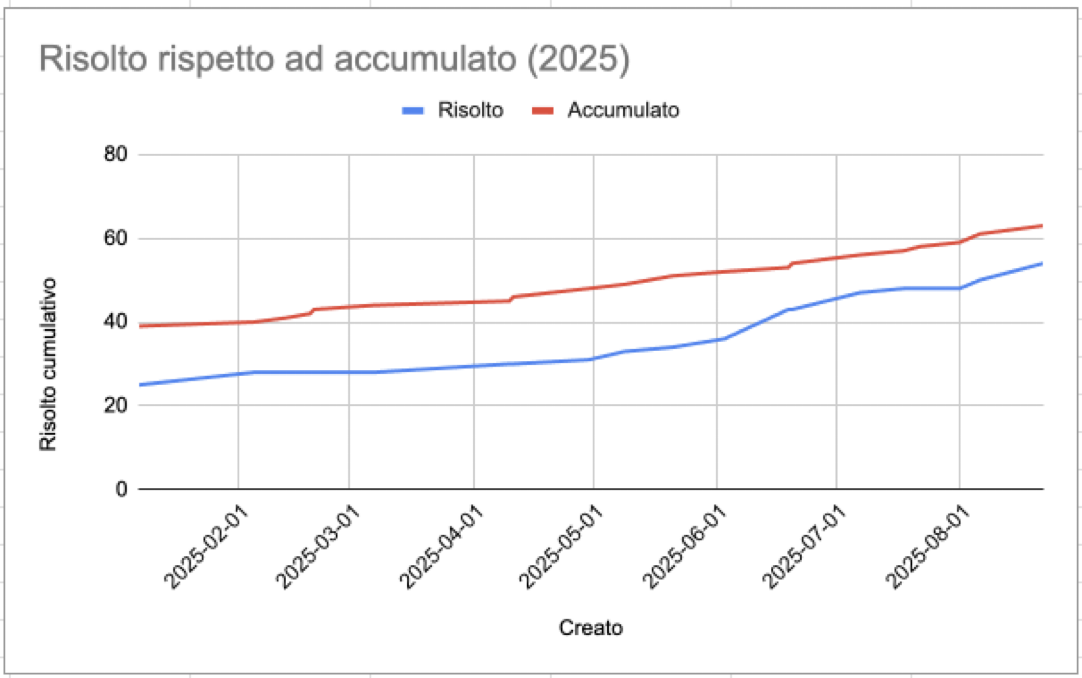 Risolto rispetto ad accumulato (2025)
Risolto
Accumulato
80
60
40
20
0
Risolto cumulativo
2025-02-01
2025-03-01
2025-04-01
2025-05-01
2025-06-01
2025-07-01
2025-08-01
Creato